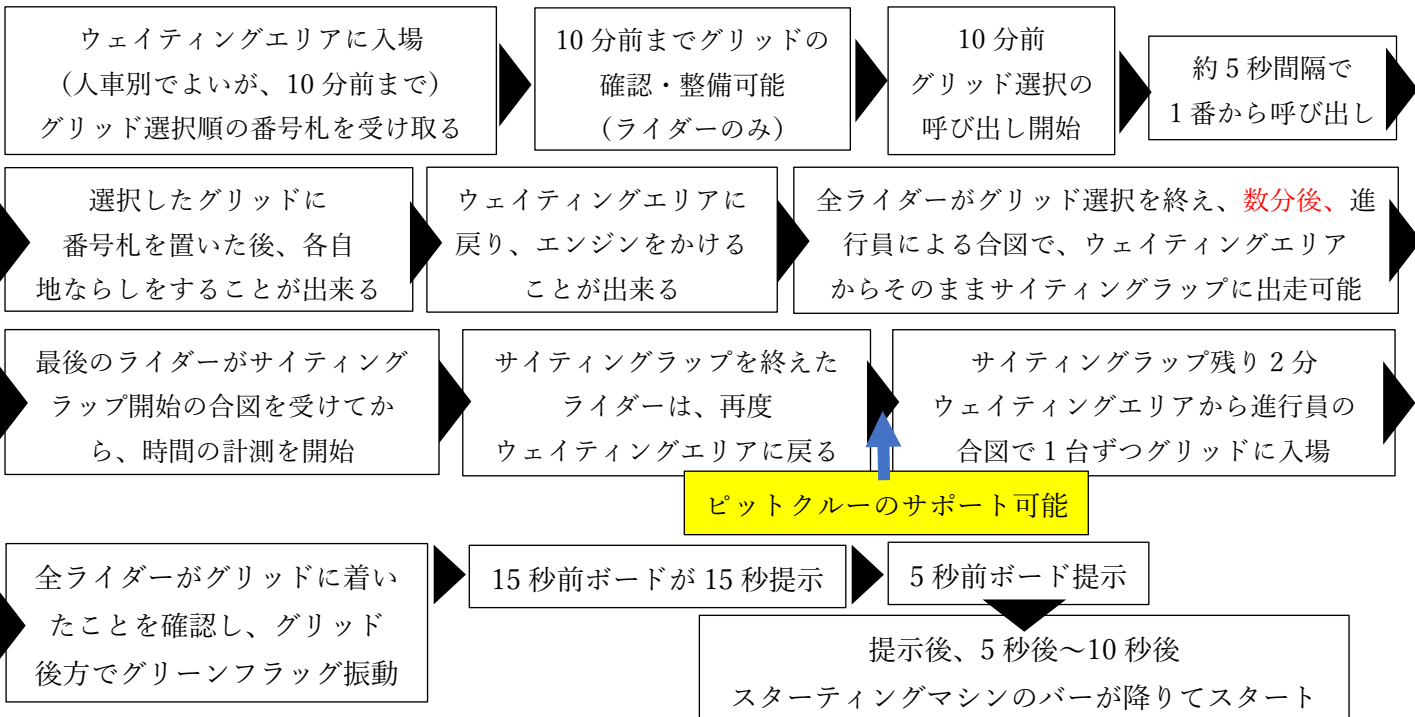 ウェイティングエリアに入場
(人車別でよいが、10 分前まで)
グリッド選択順の番号札を受け取る
10 分前までグリッドの
確認・整備可能
(ライダーのみ)
10 分前
グリッド選択の
呼び出し開始
約 5 秒間隔で
1 番から呼び出し
選択したグリッドに
番号札を置いた後、各自
地ならしをすることが出来る
ウェイティングエリアに
戻り、エンジンをかける
ことが出来る
全ライダーがグリッド選択を終え、数分後、進
行員による合図で、ウェイティングエリア
からそのままサイティングラップに出走可能
最後のライダーがサイティング
ラップ開始の合図を受けてか
ら、時間の計測を開始
サイティングラップを終えた
ライダーは、再度
ウェイティングエリアに戻る
サイティングラップ残り 2 分
ウェイティングエリアから進行員の
合図で 1 台ずつグリッドに入場
ピットクルーのサポート可能
全ライダーがグリッドに着い
たことを確認し、グリッド
後方でグリーンフラッグ振動
15 秒前ボードが 15 秒提示
5 秒前ボード提示
提示後、5 秒後~10 秒後
スターティングマシンのバーが降りてスタート